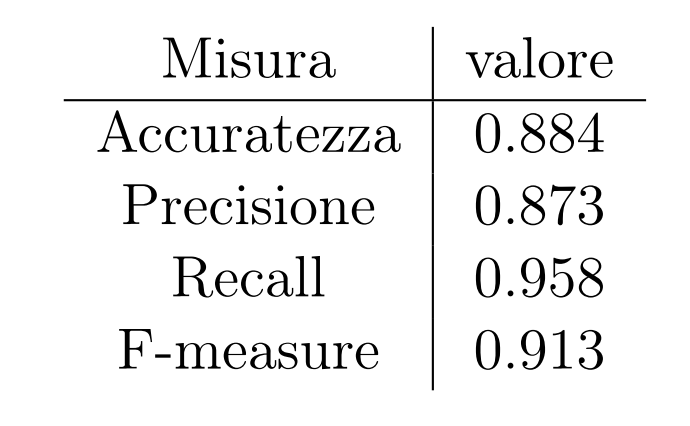 Misura valore
Accuratezza 0.884
Precisione 0.873
Recall 0.958
F-measure 0.913